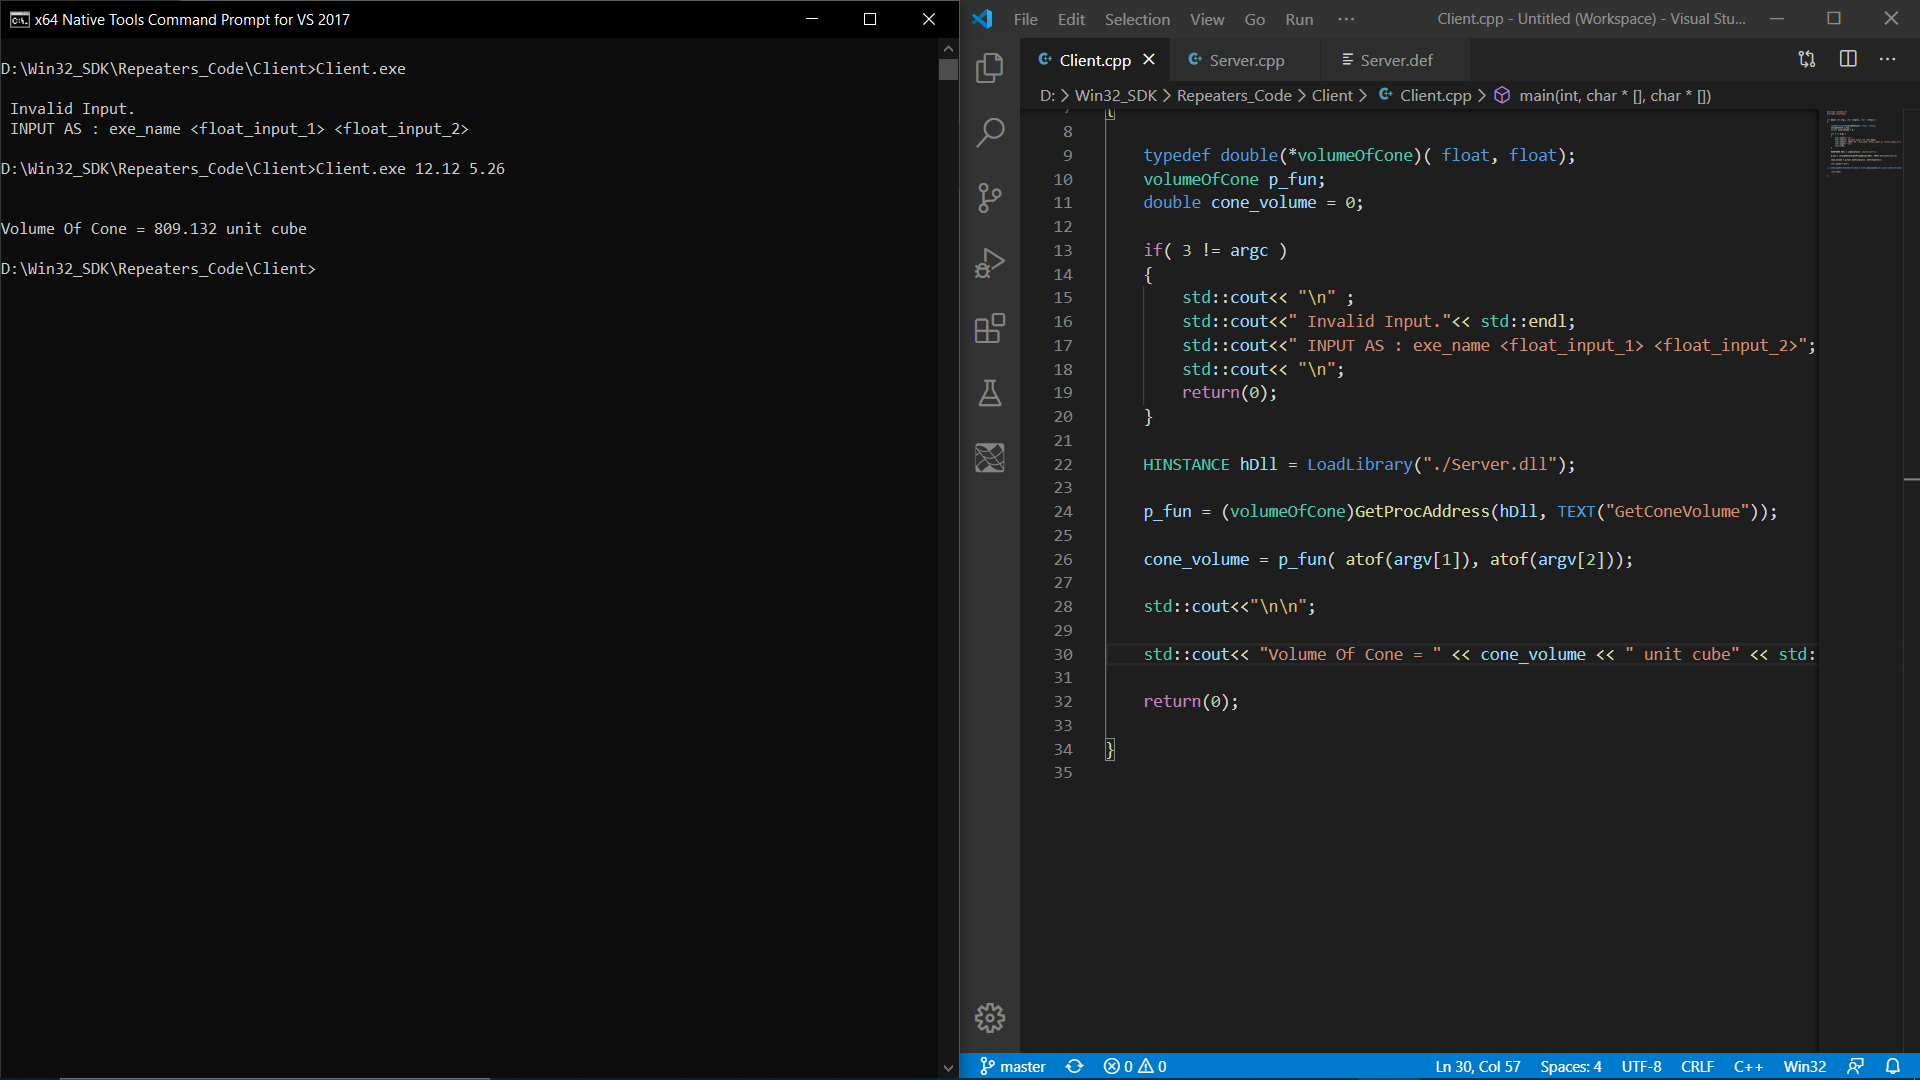 x64 Native Tools Command Prompt for VS 2017
D:\Win32_SDK\Repeaters_Code\Client>Client.exe
Invalid Input.
INPUT AS : exe_name <float_input_1> <float_input_2>
D:\Win32_SDK\Repeaters_Code\Client>Client.exe 12.12 5.26
Volume Of Cone = 809.132 unit cube
D:\Win32_SDK\Repeaters_Code\Client>
File Edit Selection View Go Run ··· Client.cpp - Untitled (Workspace) - Visual Stu...
Client.cpp Server.cpp Server.def
D: > Win32_SDK > Repeaters_Code > Client > Client.cpp > main(int, char * [], char * [])
8
9 typedef double(*volumeOfCone)( float, float);
10 volumeOfCone p_fun;
11 double cone_volume = 0;
12
13 if( 3 != argc )
14 {
15 std::cout<< "\n" ;
16 std::cout<<" Invalid Input."<< std::endl;
17 std::cout<<" INPUT AS : exe_name <float_input_1> <float_input_2>";
18 std::cout<< "\n";
19 return(0);
20 }
21
22 HINSTANCE hDll = LoadLibrary("./Server.dll");
23
24 p_fun = (volumeOfCone)GetProcAddress(hDll, TEXT("GetConeVolume"));
25
26 cone_volume = p_fun( atof(argv[1]), atof(argv[2]));
27
28 std::cout<<"\n\n";
29
30 std::cout<< "Volume Of Cone = " << cone_volume << " unit cube" << std:
31
32 return(0);
33
34 }
35
master 0 0 Ln 30, Col 57 Spaces: 4 UTF-8 CRLF C++ Win32